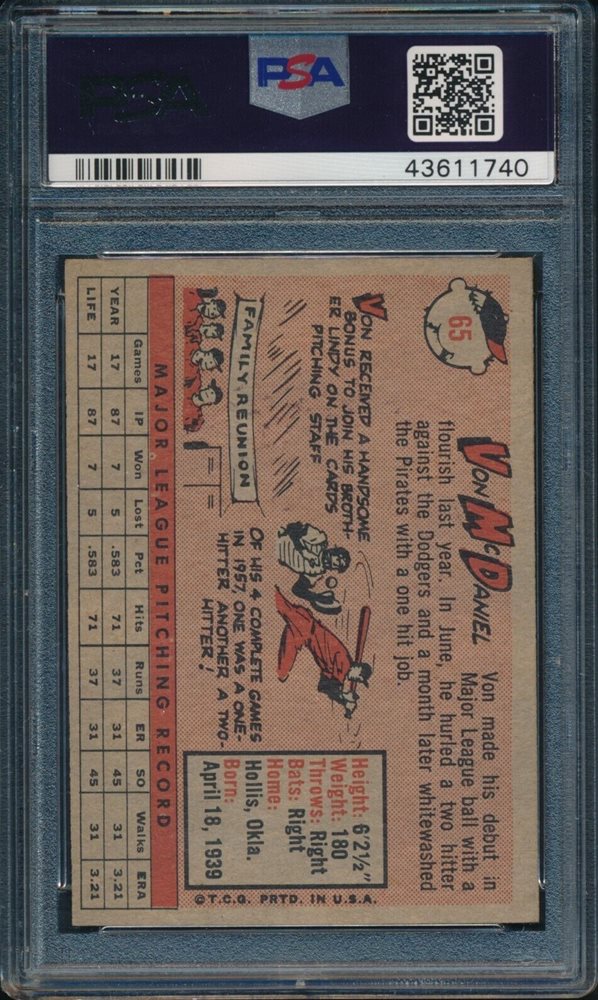 PSA
PSA
43611740
65
VON MCDANIEL
Von made his debut in
Major League ball with a
flourish last year. In June, he hurled a two hitter
against the Dodgers and a month later whitewashed
the Pirates with a one hit job.
VON RECEIVED A HANDSOME
BONUS TO JOIN HIS BROTH-
ER LINDY ON THE CARDS
PITCHING STAFF
FAMILY REUNION
OF HIS 4 COMPLETE GAMES
IN 1957, ONE WAS A ONE-
HITTER ANOTHER A TWO-
HITTER!
Height: 6'2½"
Weight: 180
Throws: Right
Bats: Right
Home:
Hollis, Okla.
Born:
April 18, 1939
©T.C.G. PRTD. IN U.S.A.
MAJOR LEAGUE PITCHING RECORD
Games IP Won Lost Pct Hits Runs ER SO Walks ERA
YEAR 17 87 7 5 .583 71 37 31 45 31 3.21
LIFE 17 87 7 5 .583 71 37 31 45 31 3.21